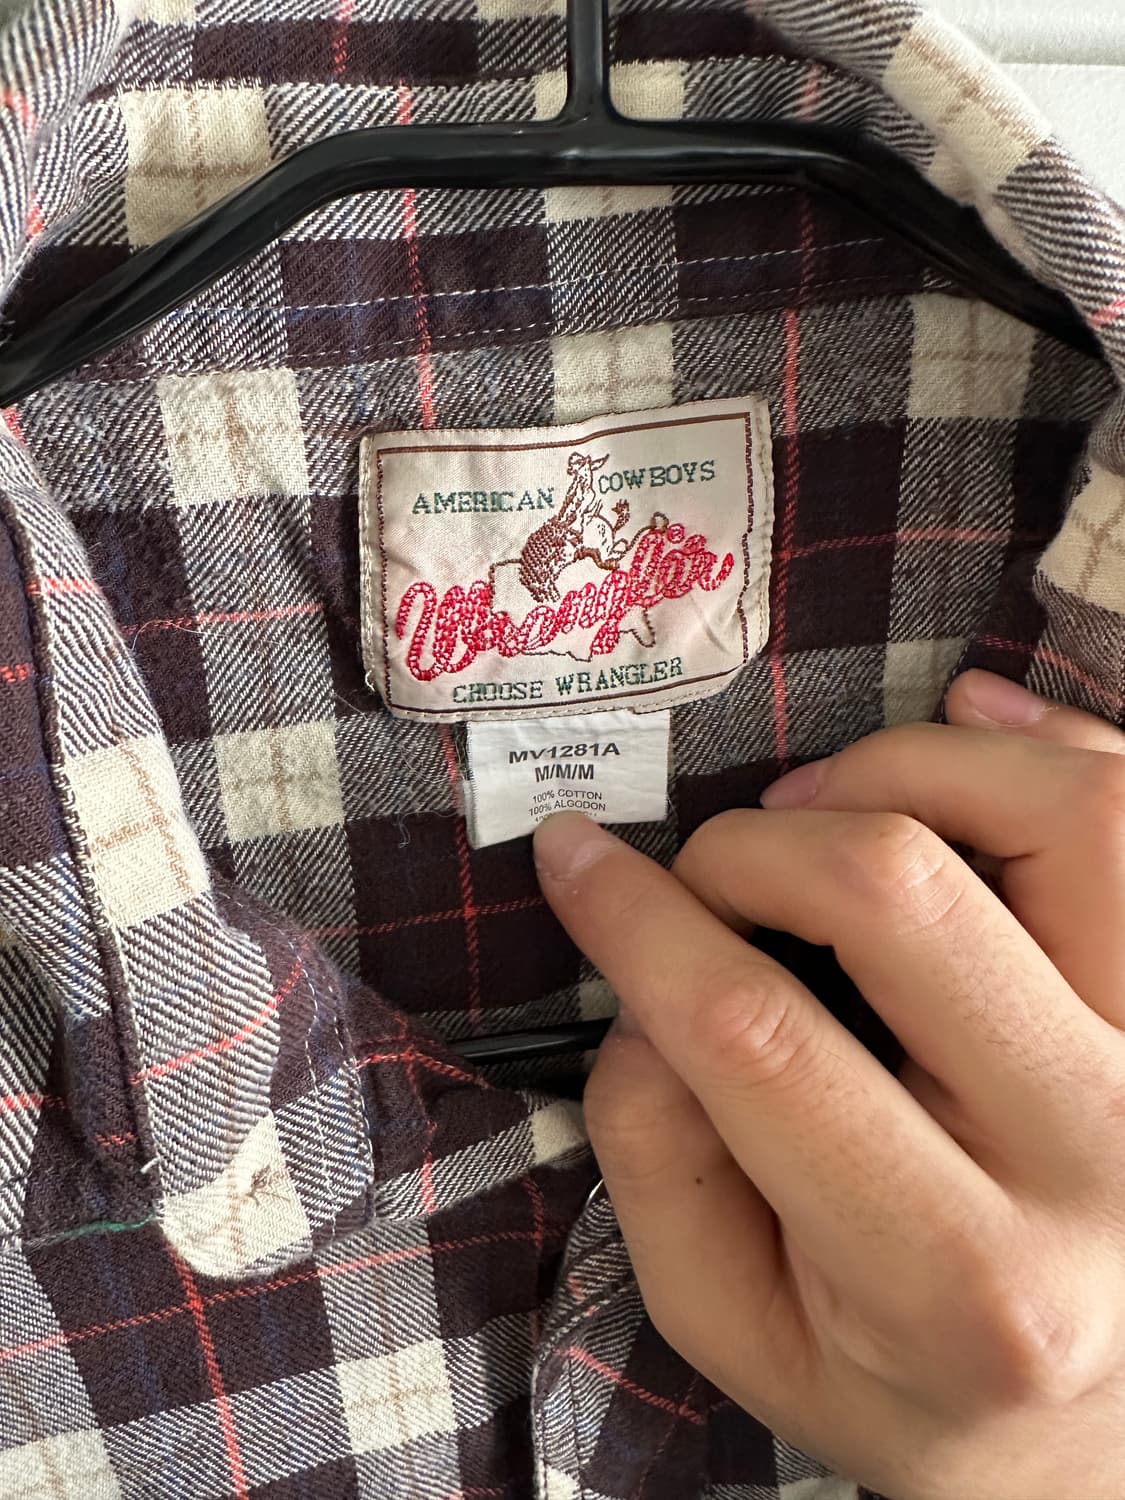 AMERICAN COWBOYS
Wrangler®
CHOOSE WRANGLER
MV1281A
M/M/M
100% COTTON
100% ALGODON